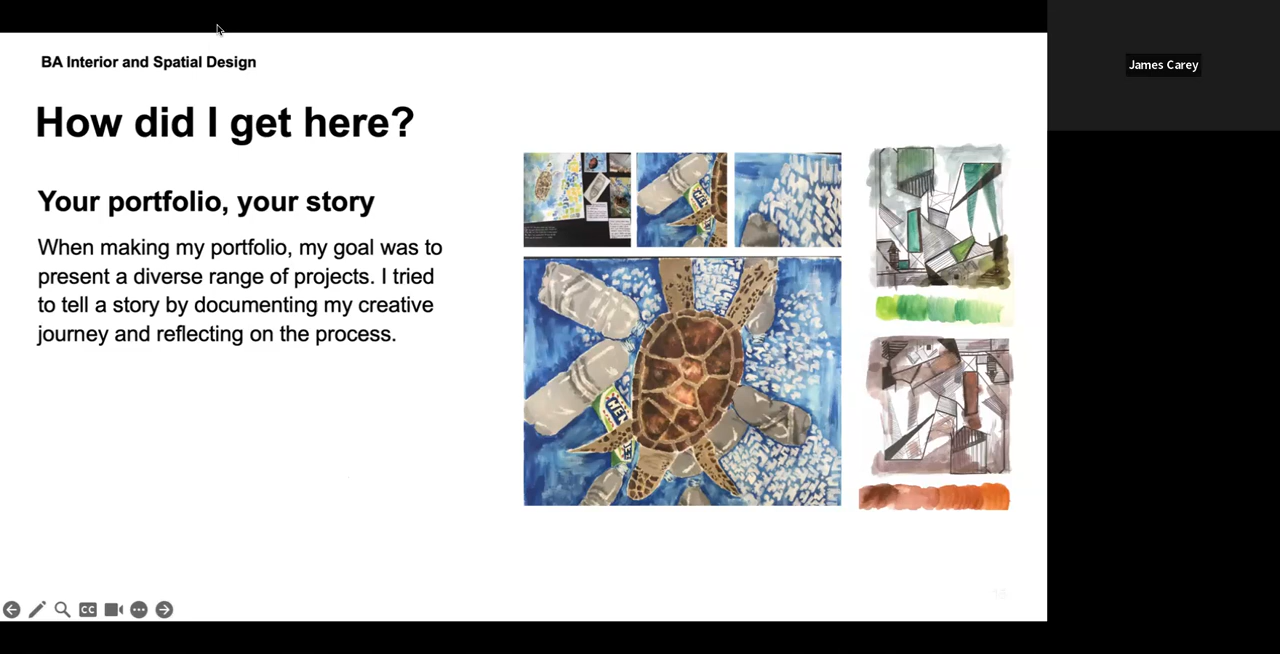 BA Interior and Spatial Design
How did I get here?
Your portfolio, your story
When making my portfolio, my goal was to
present a diverse range of projects. I tried
to tell a story by documenting my creative
journey and reflecting on the process.
James Carey
CC